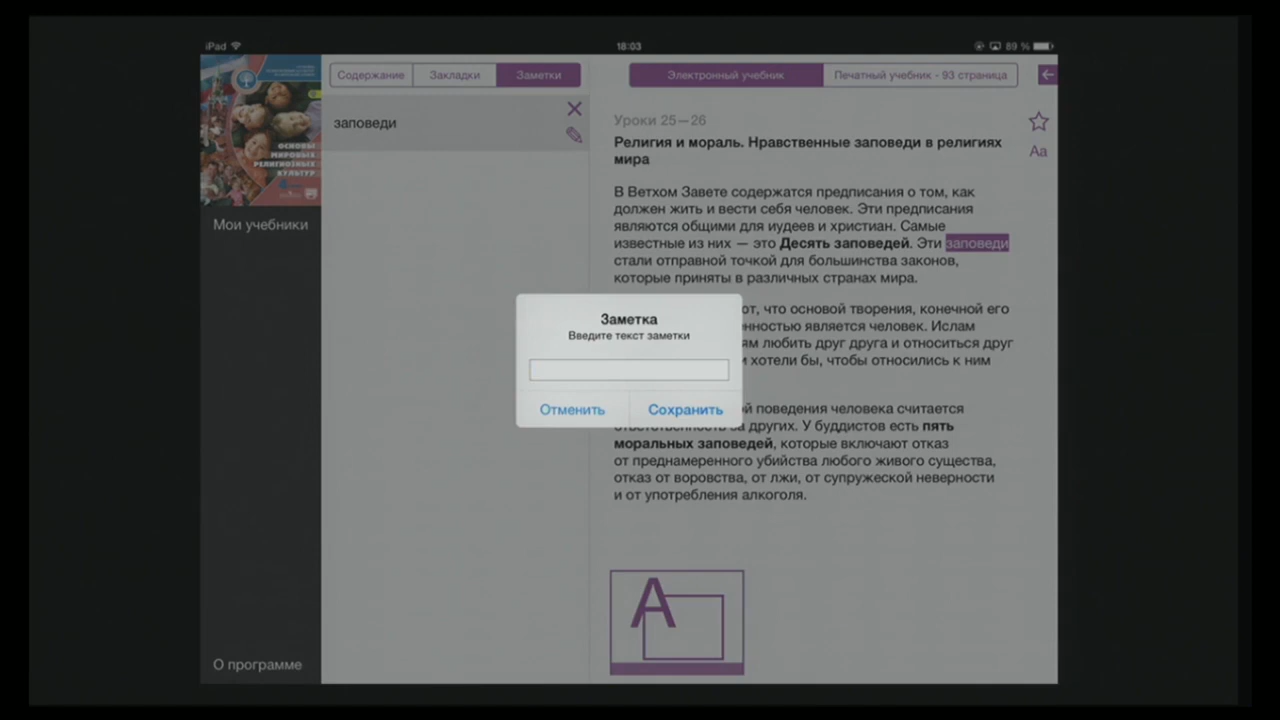 iPad
18:03
89 %
ОСНОВЫ
МИРОВЫХ
РЕЛИГИОЗНЫХ
КУЛЬТУР
Мои учебники
О программе
Содержание
Закладки
Заметки
заповеди
Электронный учебник
Печатный учебник - 93 страница
Аа
Уроки 25—26
Религия и мораль. Нравственные заповеди в религиях
мира
В Ветхом Завете содержатся предписания о том, как
должен жить и вести себя человек. Эти предписания
являются общими для иудеев и христиан. Самые
известные из них — это Десять заповедей. Эти заповеди
стали отправной точкой для большинства законов,
которые приняты в различных странах мира.
что основой творения, конечной его
является человек. Ислам
любить друг друга и относиться друг
хотели бы, чтобы относились к ним
поведения человека считается
ответственность за других. У буддистов есть пять
моральных заповедей, которые включают отказ
от преднамеренного убийства любого живого существа,
отказ от воровства, от лжи, от супружеской неверности
и от употребления алкоголя.
Заметка
Введите текст заметки
Отменить
Сохранить
А